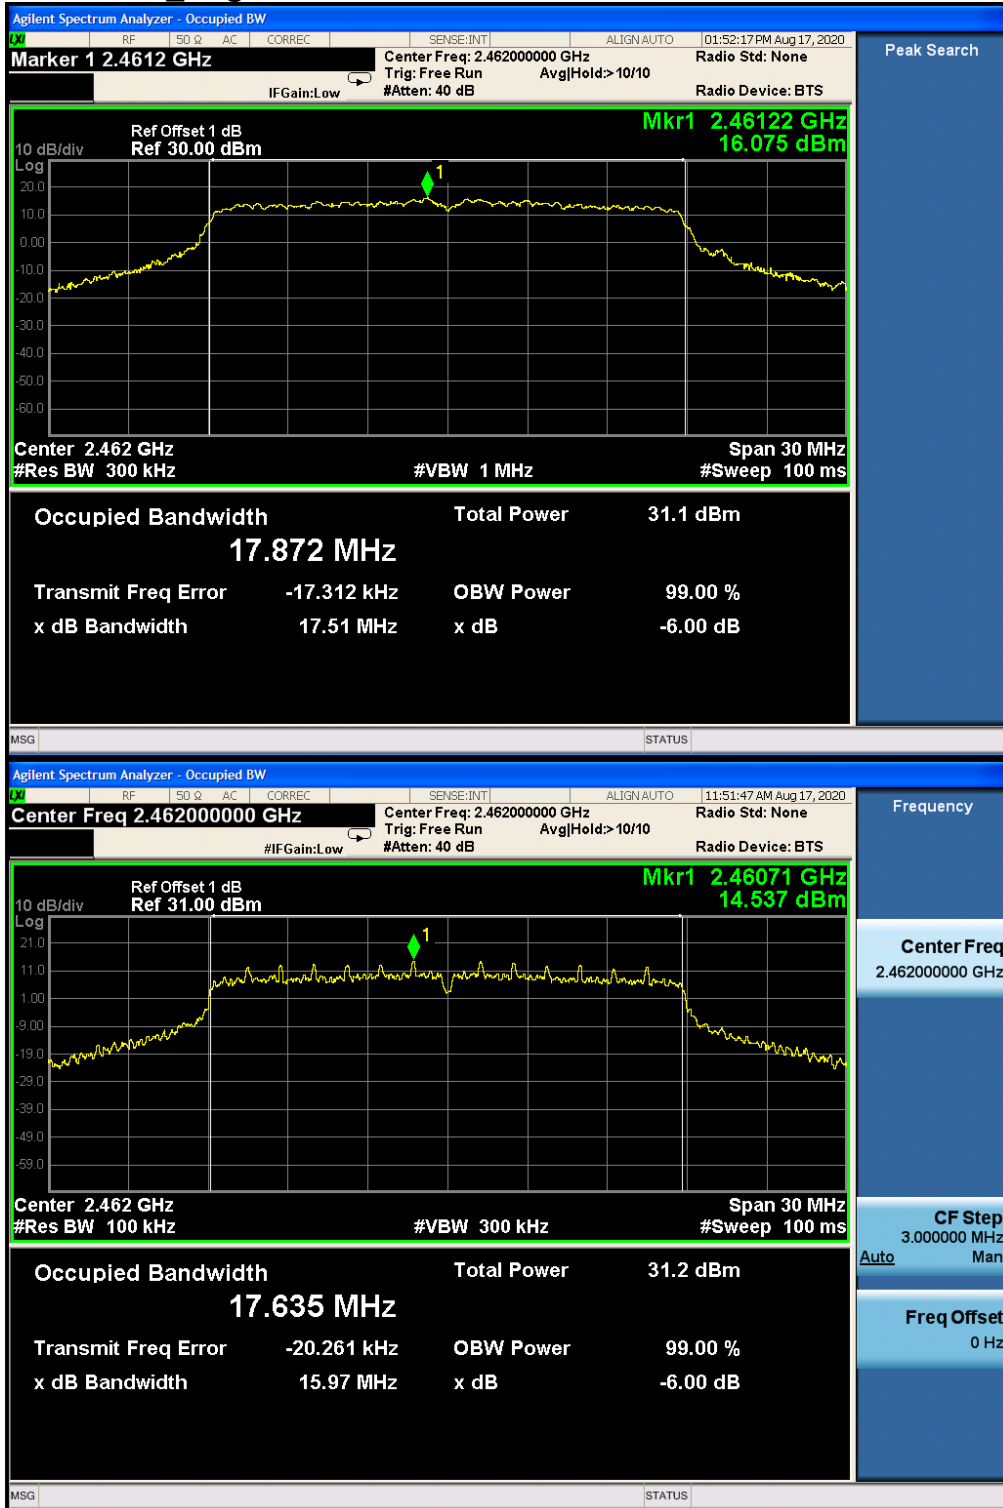 Agilent Spectrum Analyzer - Occupied BW
LXI RF 50 Ω AC CORREC SENSE:INT ALIGN AUTO 01:52:17 PM Aug 17, 2020
Marker 1 2.4612 GHz
Center Freq: 2.462000000 GHz
Radio Std: None
Trig: Free Run Avg|Hold:> 10/10
IFGain:Low #Atten: 40 dB Radio Device: BTS
Peak Search
Ref Offset 1 dB
10 dB/div Ref 30.00 dBm
Mkr1 2.46122 GHz
16.075 dBm
Log
1
20.0
10.0
0.00
-10.0
-20.0
-30.0
-40.0
-50.0
-60.0
Center 2.462 GHz Span 30 MHz
#Res BW 300 kHz #VBW 1 MHz #Sweep 100 ms
Occupied Bandwidth Total Power 31.1 dBm
17.872 MHz
Transmit Freq Error -17.312 kHz OBW Power 99.00 %
x dB Bandwidth 17.51 MHz x dB -6.00 dB
MSG STATUS
Agilent Spectrum Analyzer - Occupied BW
LXI RF 50 Ω AC CORREC SENSE:INT ALIGN AUTO 11:51:47 AM Aug 17, 2020
Center Freq 2.462000000 GHz
Center Freq: 2.462000000 GHz
Radio Std: None
Trig: Free Run Avg|Hold:> 10/10
#IFGain:Low #Atten: 40 dB Radio Device: BTS
Frequency
Ref Offset 1 dB
10 dB/div Ref 31.00 dBm
Mkr1 2.46071 GHz
14.537 dBm
Log
1
21.0
11.0
1.00
-9.00
-19.0
-29.0
-39.0
-49.0
-59.0
Center 2.462 GHz Span 30 MHz
#Res BW 100 kHz #VBW 300 kHz #Sweep 100 ms
Center Freq
2.462000000 GHz
CF Step
3.000000 MHz
Auto Man
Freq Offset
0 Hz
Occupied Bandwidth Total Power 31.2 dBm
17.635 MHz
Transmit Freq Error -20.261 kHz OBW Power 99.00 %
x dB Bandwidth 15.97 MHz x dB -6.00 dB
MSG STATUS